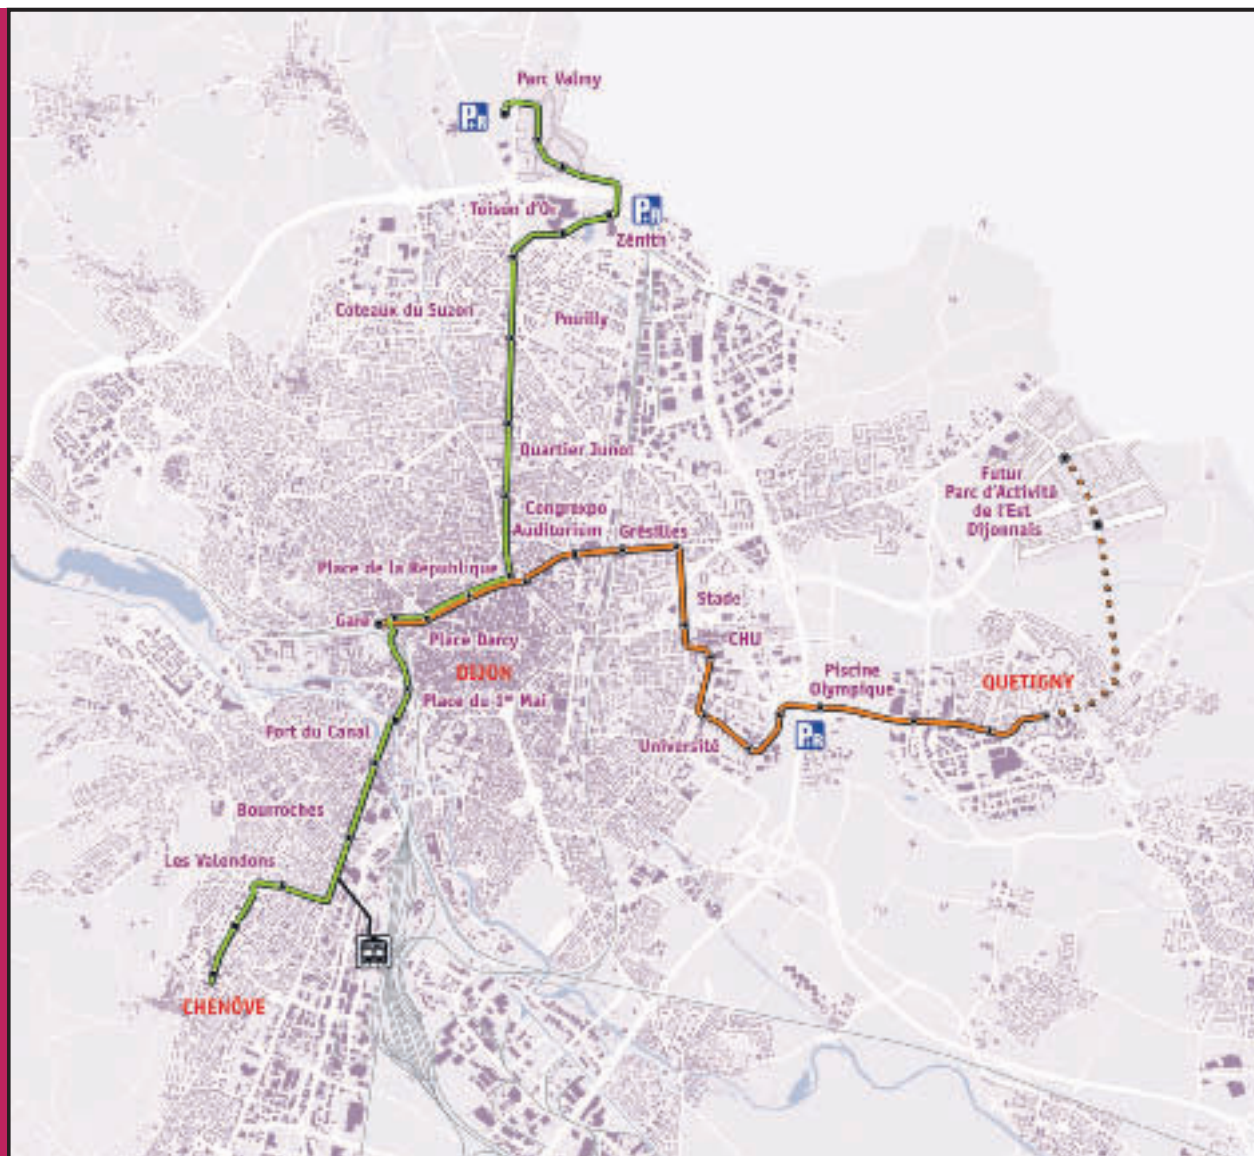 Parc Valmy
P+R
Toison d'Or
P+R
Zénith
Coteaux du Suzon
Pouilly
Quartier Junot
Futur
Parc d'Activité
de l'Est
Dijonnais
Congrexpo
Auditorium
Grésilles
Place de la République
Stade
Gare
Place Darcy
CHU
DIJON
Piscine
Olympique
QUETIGNY
Place du 1er Mai
Port du Canal
Université
P+R
Bourroches
Les Valendons
CHENÔVE